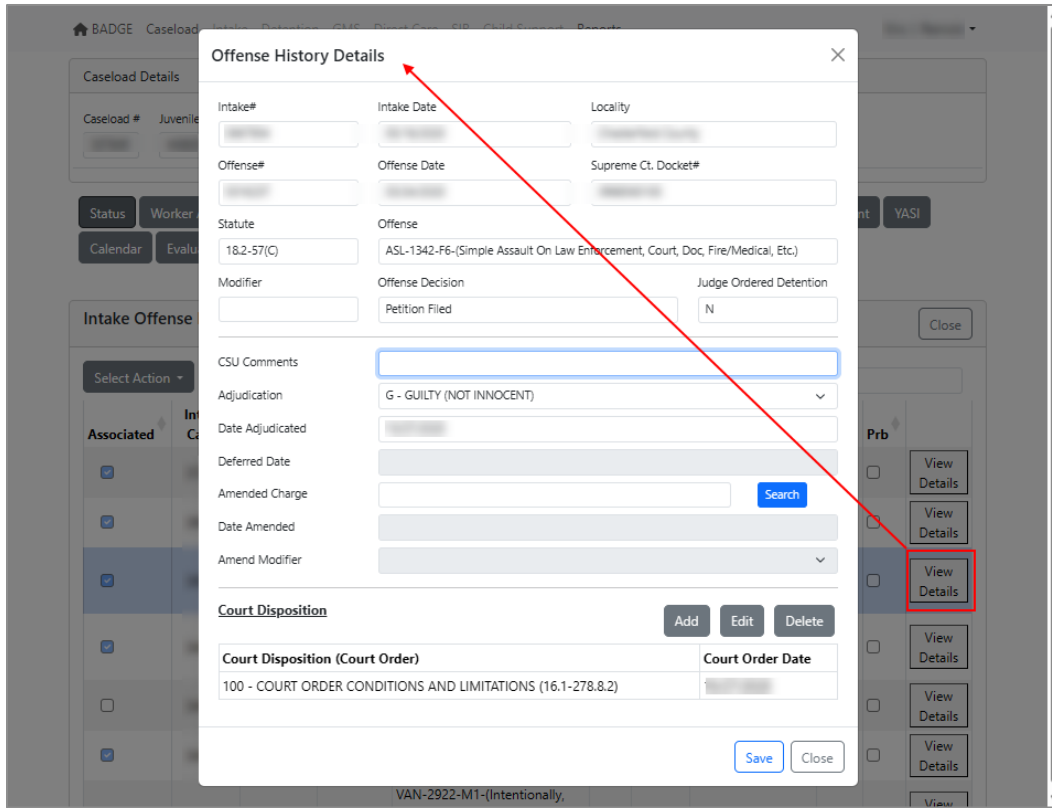 BADGE Caseload Intake Detention GMS Direct Care SIR Child Support Reports
Offense History Details
Caseload Details
Caseload # Juvenile
Intake# Intake Date Locality
Offense# Offense Date Supreme Ct. Docket#
Status Worker nt YASI
Statute Offense
18.2-57(C) ASL-1342-F6-(Simple Assault On Law Enforcement, Court, Doc, Fire/Medical, Etc.)
Calendar Evalu
Modifier Offense Decision Judge Ordered Detention
Petition Filed N
Intake Offense Close
CSU Comments
Select Action
Adjudication G - GUILTY (NOT INNOCENT)
Date Adjudicated
Associated Int Ca Prb
Deferred Date
View Details
Amended Charge Search
Date Amended
View Details
Amend Modifier
View Details
Court Disposition
Add Edit Delete
View Details
Court Disposition (Court Order) Court Order Date
100 - COURT ORDER CONDITIONS AND LIMITATIONS (16.1-278.8.2)
View Details
Save Close
View Details
VAN-2922-M1-(Intentionally,
View